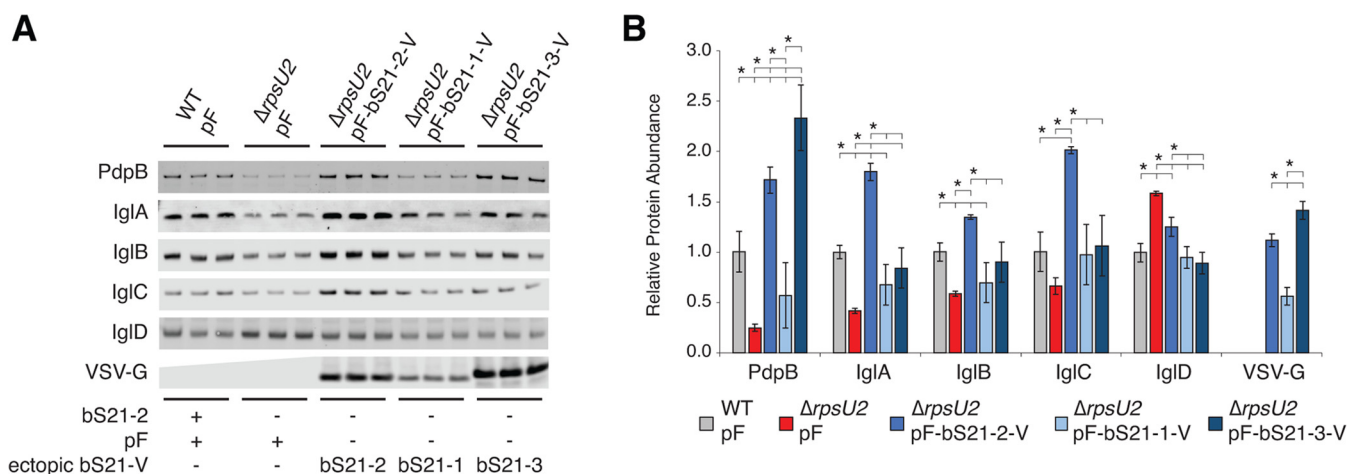 A
WT
pF
ΔrpsU2
pF
ΔrpsU2
pF-bS21-2-V
ΔrpsU2
pF-bS21-1-V
ΔrpsU2
pF-bS21-3-V
PdpB
IglA
IglB
IglC
IglD
VSV-G
bS21-2 + - - - -
pF + + - - -
ectopic bS21-V - - bS21-2 bS21-1 bS21-3
B
Relative Protein Abundance
3.0
2.5
2.0
1.5
1.0
0.5
0.0
* * * *
* * *
* * *
* * *
* * *
* *
PdpB IglA IglB IglC IglD VSV-G
WT
pF
ΔrpsU2
pF
ΔrpsU2
pF-bS21-2-V
ΔrpsU2
pF-bS21-1-V
ΔrpsU2
pF-bS21-3-V